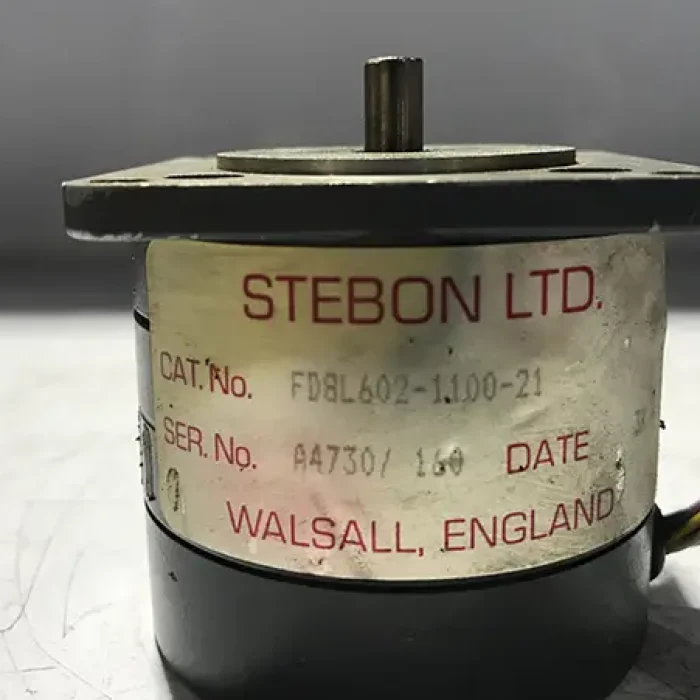 STEBON LTD.
CAT. No. FD8L602-1100-21
SER. No. A4730/ 160 DATE
WALSALL, ENGLAND